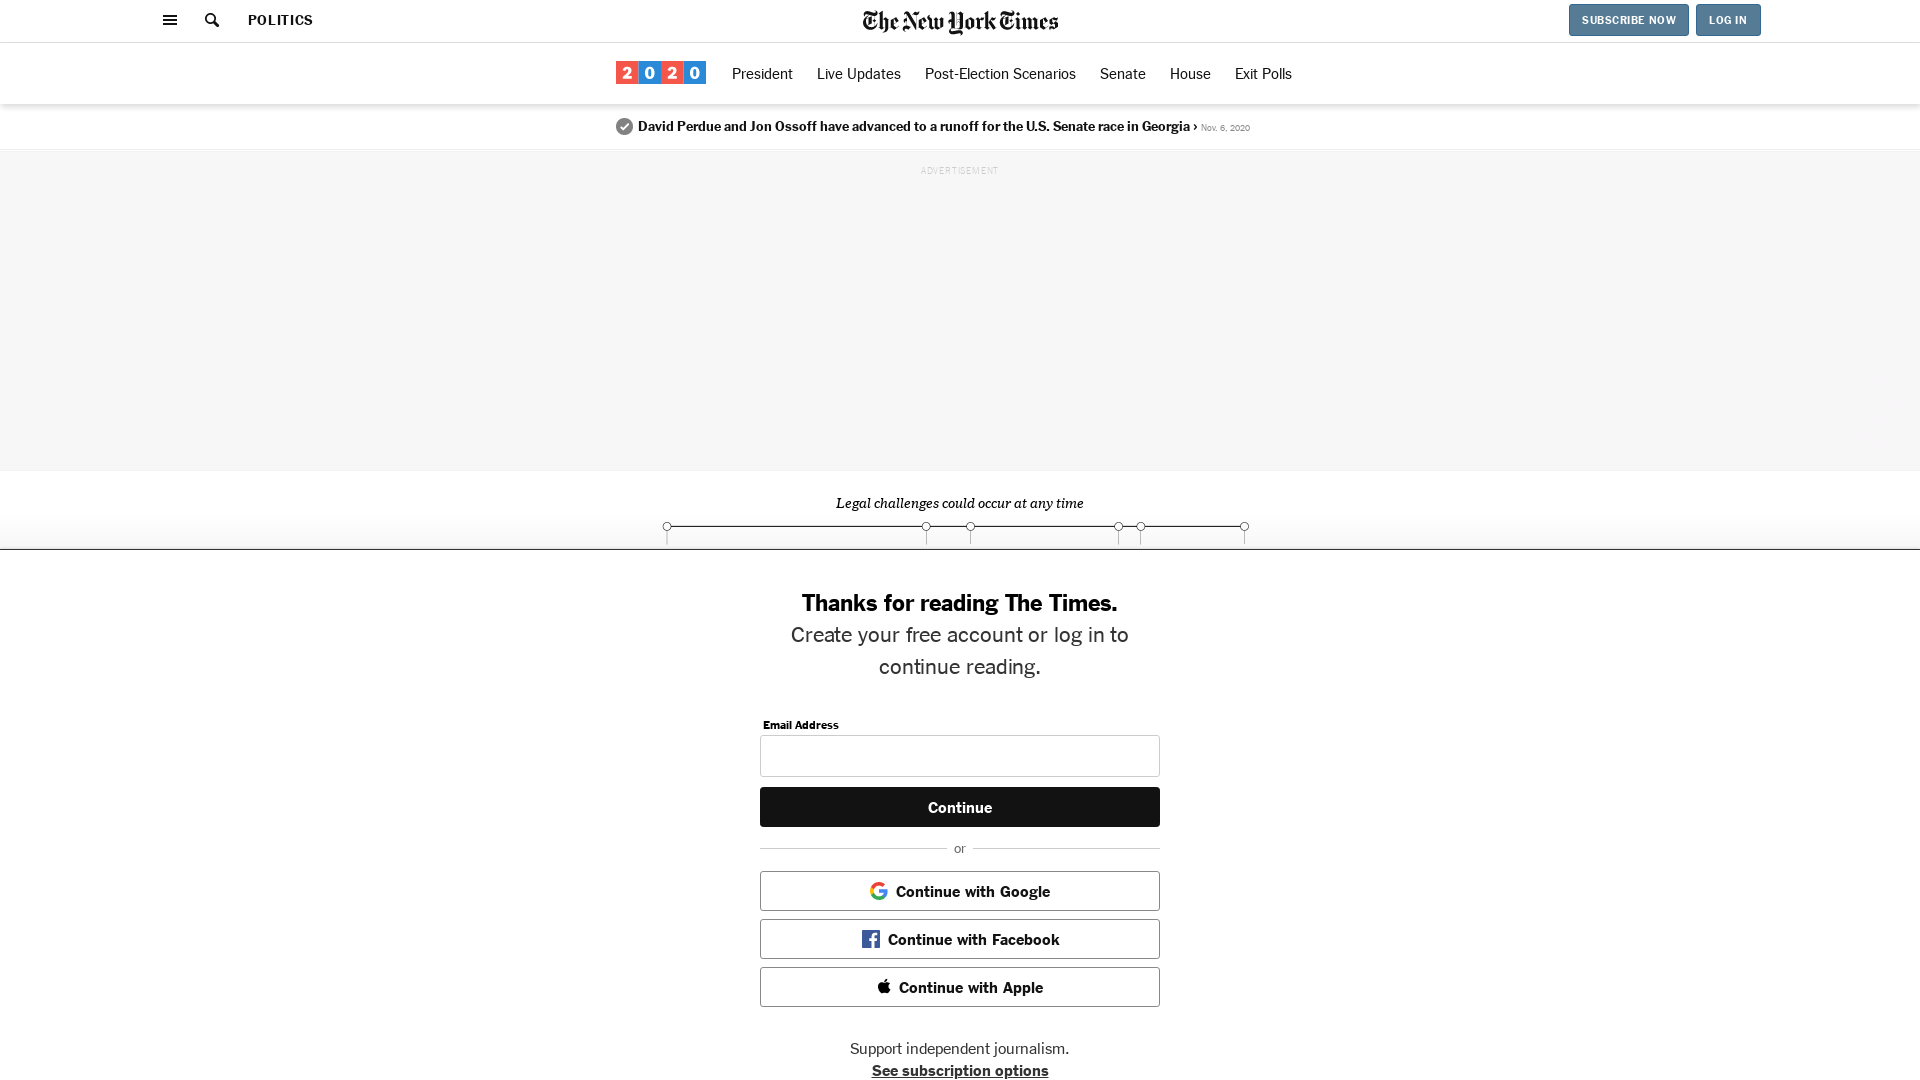 POLITICS
The New York Times
SUBSCRIBE NOW
LOG IN
2020
President
Live Updates
Post-Election Scenarios
Senate
House
Exit Polls
David Perdue and Jon Ossoff have advanced to a runoff for the U.S. Senate race in Georgia › Nov. 6, 2020
ADVERTISEMENT
Legal challenges could occur at any time
Thanks for reading The Times.
Create your free account or log in to
continue reading.
Email Address
Continue
or
Continue with Google
Continue with Facebook
Continue with Apple
Support independent journalism.
See subscription options